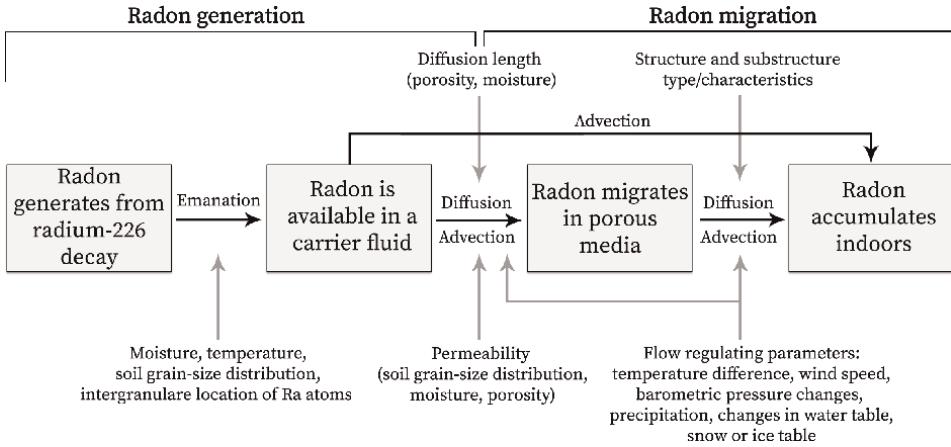 Radon generation
Radon migration
Diffusion length
(porosity, moisture)
Structure and substructure
type/characteristics
Advection
Radon
generates from
radium-226
decay
Emanation
Radon is
available in a
carrier fluid
Diffusion
Advection
Radon migrates
in porous
media
Diffusion
Advection
Radon
accumulates
indoors
Moisture, temperature,
soil grain-size distribution,
intergranulare location of Ra atoms
Permeability
(soil grain-size distribution,
moisture, porosity)
Flow regulating parameters:
temperature difference, wind speed,
barometric pressure changes,
precipitation, changes in water table,
snow or ice table